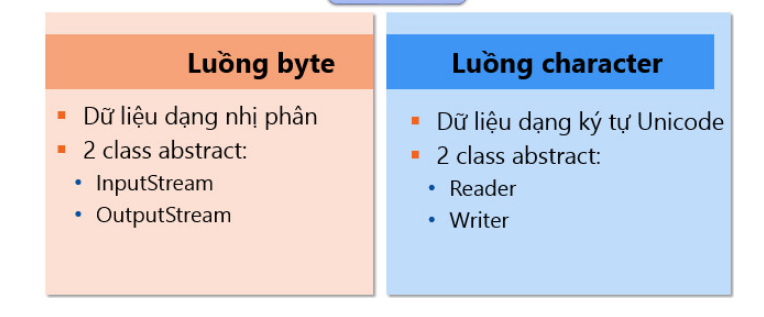 Luồng byte
Dữ liệu dạng nhị phân
2 class abstract:
InputStream
OutputStream
Luồng character
Dữ liệu dạng ký tự Unicode
2 class abstract:
Reader
Writer